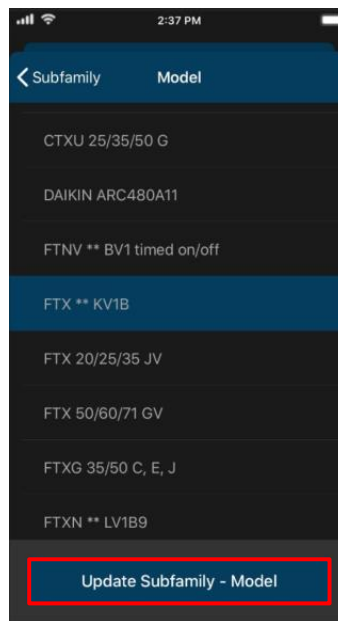 2:37 PM
Subfamily Model
CTXU 25/35/50 G
DAIKIN ARC480A11
FTNV ** BV1 timed on/off
FTX ** KV1B
FTX 20/25/35 JV
FTX 50/60/71 GV
FTXG 35/50 C, E, J
FTXN ** LV1B9
Update Subfamily - Model